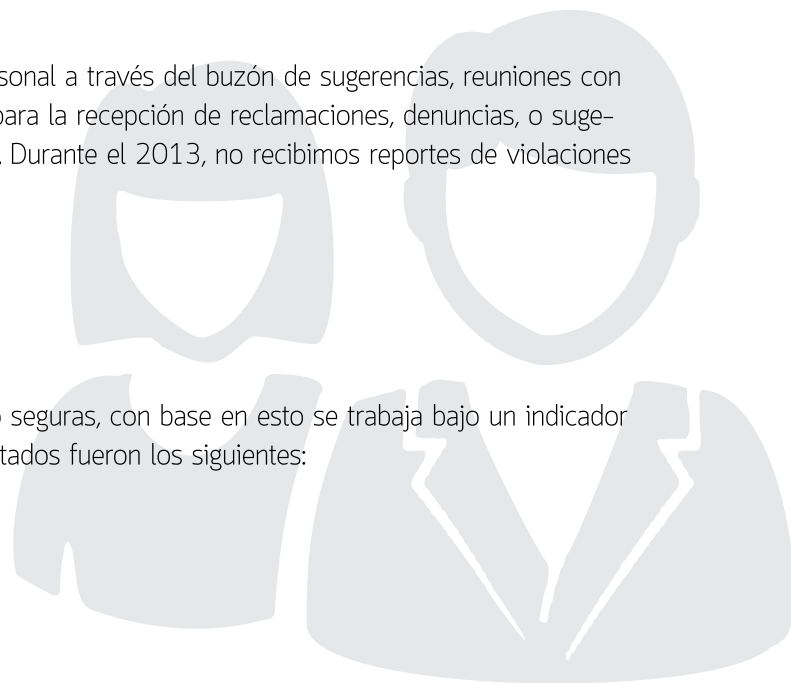 sonal a través del buzón de sugerencias, reuniones con
para la recepción de reclamaciones, denuncias, o suge-
. Durante el 2013, no recibimos reportes de violaciones
o seguras, con base en esto se trabaja bajo un indicador
tados fueron los siguientes: